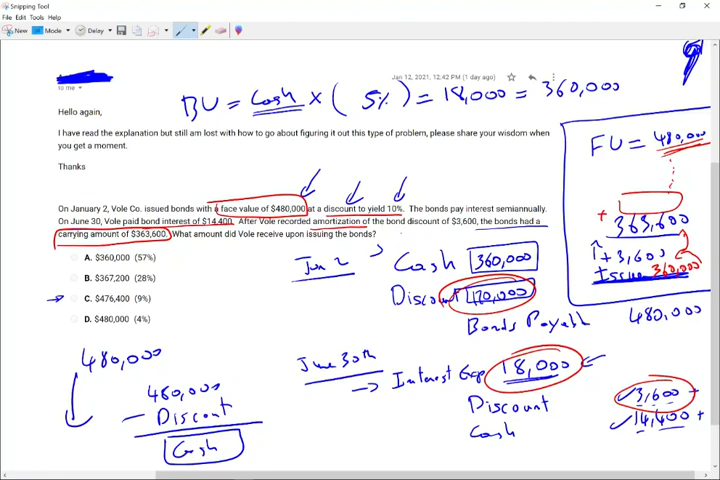 Snipping Tool
File Edit Tools Help
New Mode Delay
Jan 12, 2021, 12:42 PM (1 day ago)
to me
BV = Cash × ( 5% ) = 18,000 = 360,000
Hello again,
I have read the explanation but still am lost with how to go about figuring it out this type of problem, please share your wisdom when
you get a moment.
Thanks
FV = 480,000
+ 363,600
+3,600
Issue 360,000
On January 2, Vole Co. issued bonds with a face value of $480,000 at a discount to yield 10%. The bonds pay interest semiannually.
On June 30, Vole paid bond interest of $14,400. After Vole recorded amortization of the bond discount of $3,600, the bonds had a
carrying amount of $363,600. What amount did Vole receive upon issuing the bonds?
A. $360,000 (57%)
B. $367,200 (28%)
C. $476,400 (9%)
D. $480,000 (4%)
Jan 2
Cash 360,000
Discount 120,000
Bonds Payable 480,000
480,000
480,000
- Discount
Cash
June 30th
Interest Exp 18,000
Discount 3,600
Cash 14,400 +